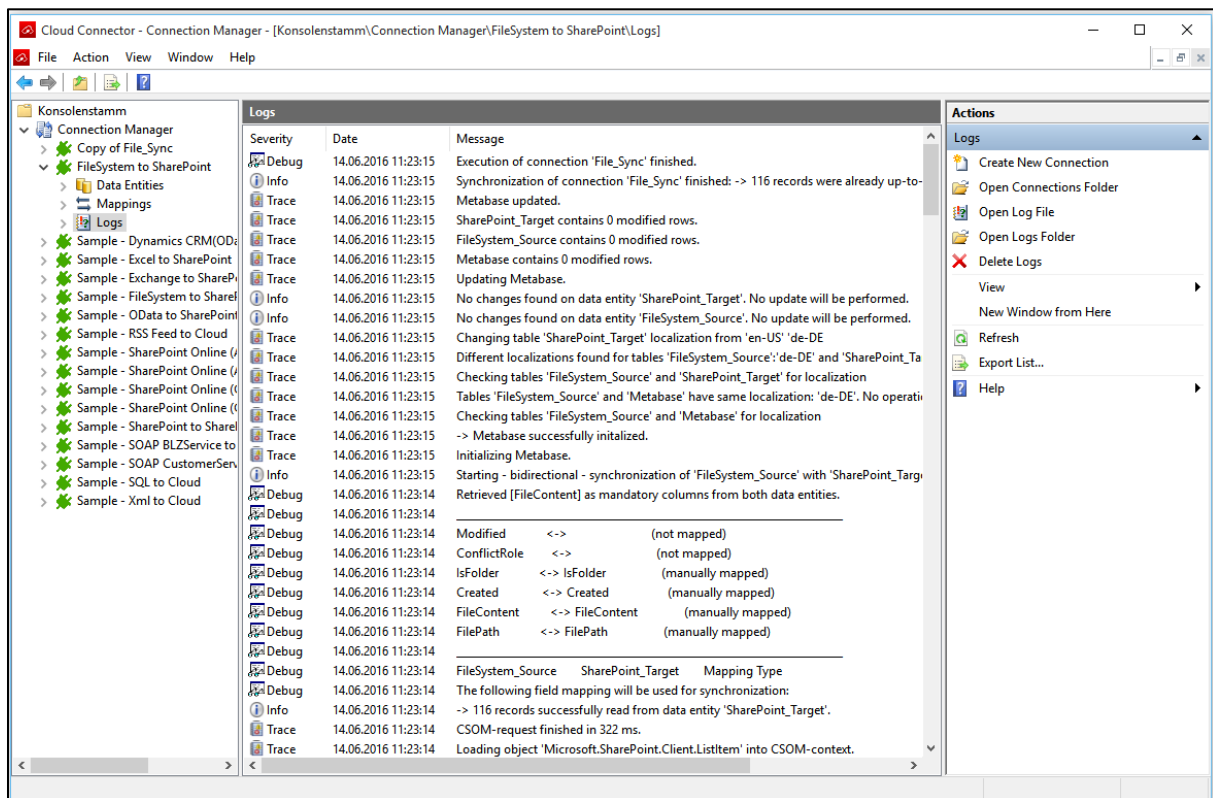 Cloud Connector - Connection Manager - [Konsolenstamm\Connection Manager\FileSystem to SharePoint\Logs]
File Action View Window Help
Konsolenstamm
Connection Manager
Copy of File_Sync
FileSystem to SharePoint
Data Entities
Mappings
Logs
Sample - Dynamics CRM(ODa
Sample - Excel to SharePoint
Sample - Exchange to SharePo
Sample - FileSystem to ShareP
Sample - OData to SharePoint
Sample - RSS Feed to Cloud
Sample - SharePoint Online (A
Sample - SharePoint Online (A
Sample - SharePoint Online (C
Sample - SharePoint Online (C
Sample - SharePoint to Sharel
Sample - SOAP BLZService to
Sample - SOAP CustomerServ
Sample - SQL to Cloud
Sample - Xml to Cloud
Logs
Severity Date Message
Debug 14.06.2016 11:23:15 Execution of connection 'File_Sync' finished.
Info 14.06.2016 11:23:15 Synchronization of connection 'File_Sync' finished: -> 116 records were already up-to-
Trace 14.06.2016 11:23:15 Metabase updated.
Trace 14.06.2016 11:23:15 SharePoint_Target contains 0 modified rows.
Trace 14.06.2016 11:23:15 FileSystem_Source contains 0 modified rows.
Trace 14.06.2016 11:23:15 Metabase contains 0 modified rows.
Trace 14.06.2016 11:23:15 Updating Metabase.
Info 14.06.2016 11:23:15 No changes found on data entity 'SharePoint_Target'. No update will be performed.
Info 14.06.2016 11:23:15 No changes found on data entity 'FileSystem_Source'. No update will be performed.
Trace 14.06.2016 11:23:15 Changing table 'SharePoint_Target' localization from 'en-US' 'de-DE
Trace 14.06.2016 11:23:15 Different localizations found for tables 'FileSystem_Source':'de-DE' and 'SharePoint_Ta
Trace 14.06.2016 11:23:15 Checking tables 'FileSystem_Source' and 'SharePoint_Target' for localization
Trace 14.06.2016 11:23:15 Tables 'FileSystem_Source' and 'Metabase' have same localization: 'de-DE'. No operati
Trace 14.06.2016 11:23:15 Checking tables 'FileSystem_Source' and 'Metabase' for localization
Trace 14.06.2016 11:23:15 -> Metabase successfully initalized.
Trace 14.06.2016 11:23:15 Initializing Metabase.
Info 14.06.2016 11:23:15 Starting - bidirectional - synchronization of 'FileSystem_Source' with 'SharePoint_Targ
Debug 14.06.2016 11:23:14 Retrieved [FileContent] as mandatory columns from both data entities.
Debug 14.06.2016 11:23:14
Debug 14.06.2016 11:23:14 Modified <-> (not mapped)
Debug 14.06.2016 11:23:14 ConflictRole <-> (not mapped)
Debug 14.06.2016 11:23:14 IsFolder <-> IsFolder (manually mapped)
Debug 14.06.2016 11:23:14 Created <-> Created (manually mapped)
Debug 14.06.2016 11:23:14 FileContent <-> FileContent (manually mapped)
Debug 14.06.2016 11:23:14 FilePath <-> FilePath (manually mapped)
Debug 14.06.2016 11:23:14
Debug 14.06.2016 11:23:14 FileSystem_Source SharePoint_Target Mapping Type
Debug 14.06.2016 11:23:14 The following field mapping will be used for synchronization:
Info 14.06.2016 11:23:14 -> 116 records successfully read from data entity 'SharePoint_Target'.
Trace 14.06.2016 11:23:14 CSOM-request finished in 322 ms.
Trace 14.06.2016 11:23:14 Loading object 'Microsoft.SharePoint.Client.ListItem' into CSOM-context.
Actions
Logs
Create New Connection
Open Connections Folder
Open Log File
Open Logs Folder
Delete Logs
View
New Window from Here
Refresh
Export List...
Help